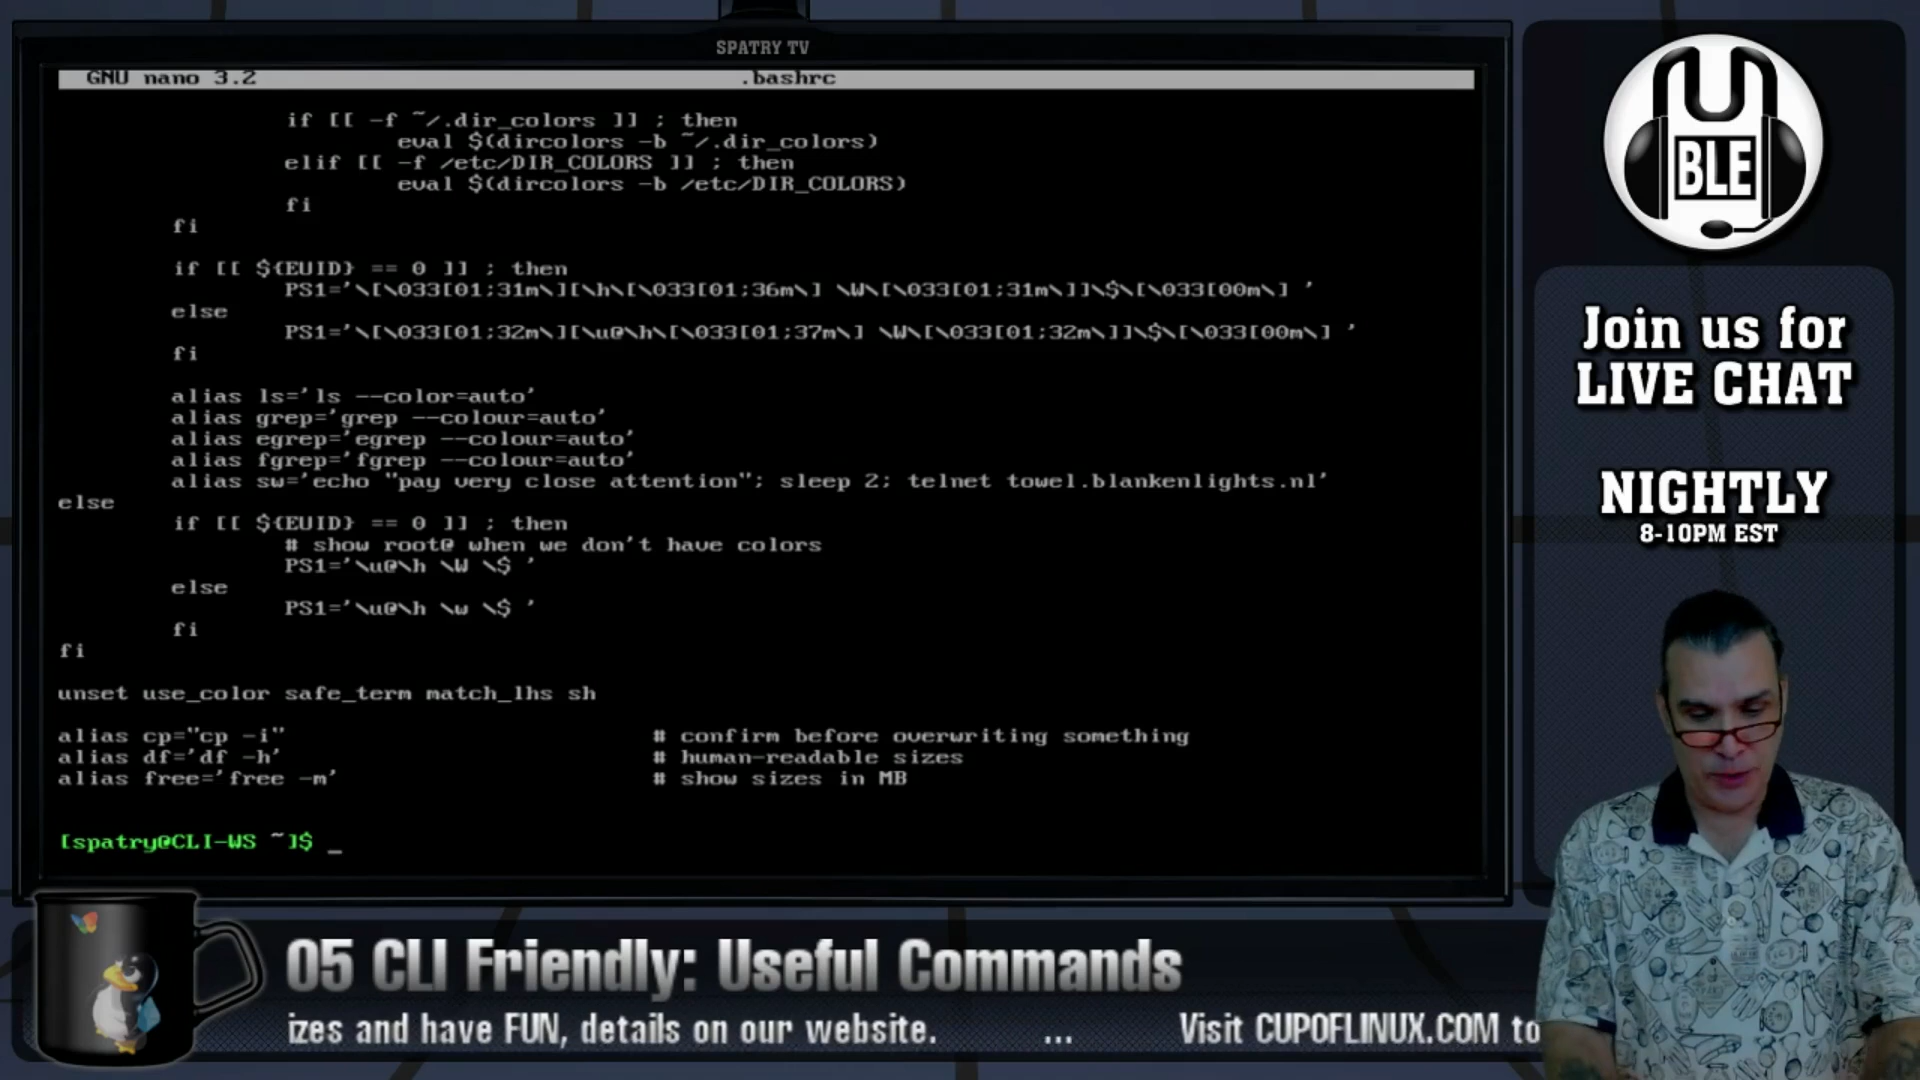 SPATRY TV
GNU nano 3.2 .bashrc
if [[ -f ~/.dir_colors ]] ; then
eval $(dircolors -b ~/.dir_colors)
elif [[ -f /etc/DIR_COLORS ]] ; then
eval $(dircolors -b /etc/DIR_COLORS)
fi
fi
if [[ ${EUID} == 0 ]] ; then
PS1='\[\033[01;31m\][\h\[\033[01;36m\] \W\[\033[01;31m\]]\$\[\033[00m\] '
else
PS1='\[\033[01;32m\][\u@\h\[\033[01;37m\] \W\[\033[01;32m\]]\$\[\033[00m\] '
fi
alias ls='ls --color=auto'
alias grep='grep --colour=auto'
alias egrep='egrep --colour=auto'
alias fgrep='fgrep --colour=auto'
alias sw='echo "pay very close attention"; sleep 2; telnet towel.blankenlights.nl'
else
if [[ ${EUID} == 0 ]] ; then
# show root@ when we don't have colors
PS1='\u@\h \W \$ '
else
PS1='\u@\h \w \$ '
fi
fi
unset use_color safe_term match_lhs sh
alias cp="cp -i" # confirm before overwriting something
alias df='df -h' # human-readable sizes
alias free='free -m' # show sizes in MB
[spatry@CLI-WS ~]$ _
BLE
Join us for
LIVE CHAT
NIGHTLY
8-10PM EST
05 CLI Friendly: Useful Commands
izes and have FUN, details on our website. ... Visit CUPOFLINUX.COM to